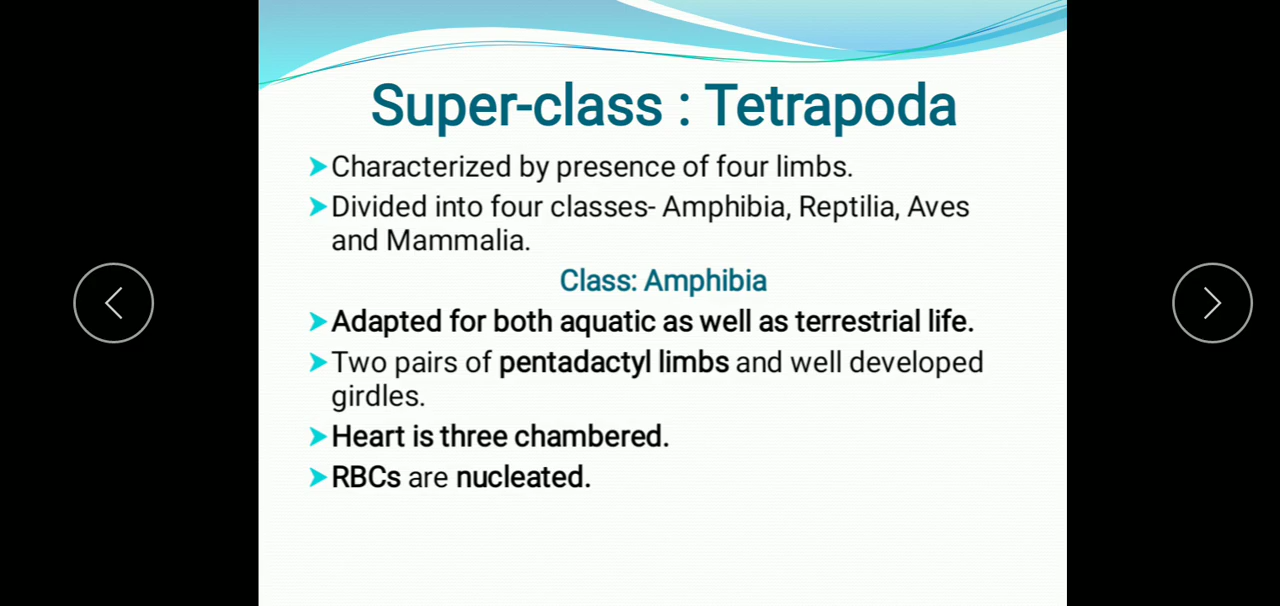 Super-class : Tetrapoda
Characterized by presence of four limbs.
Divided into four classes- Amphibia, Reptilia, Aves
and Mammalia.
Class: Amphibia
Adapted for both aquatic as well as terrestrial life.
Two pairs of pentadactyl limbs and well developed
girdles.
Heart is three chambered.
RBCs are nucleated.